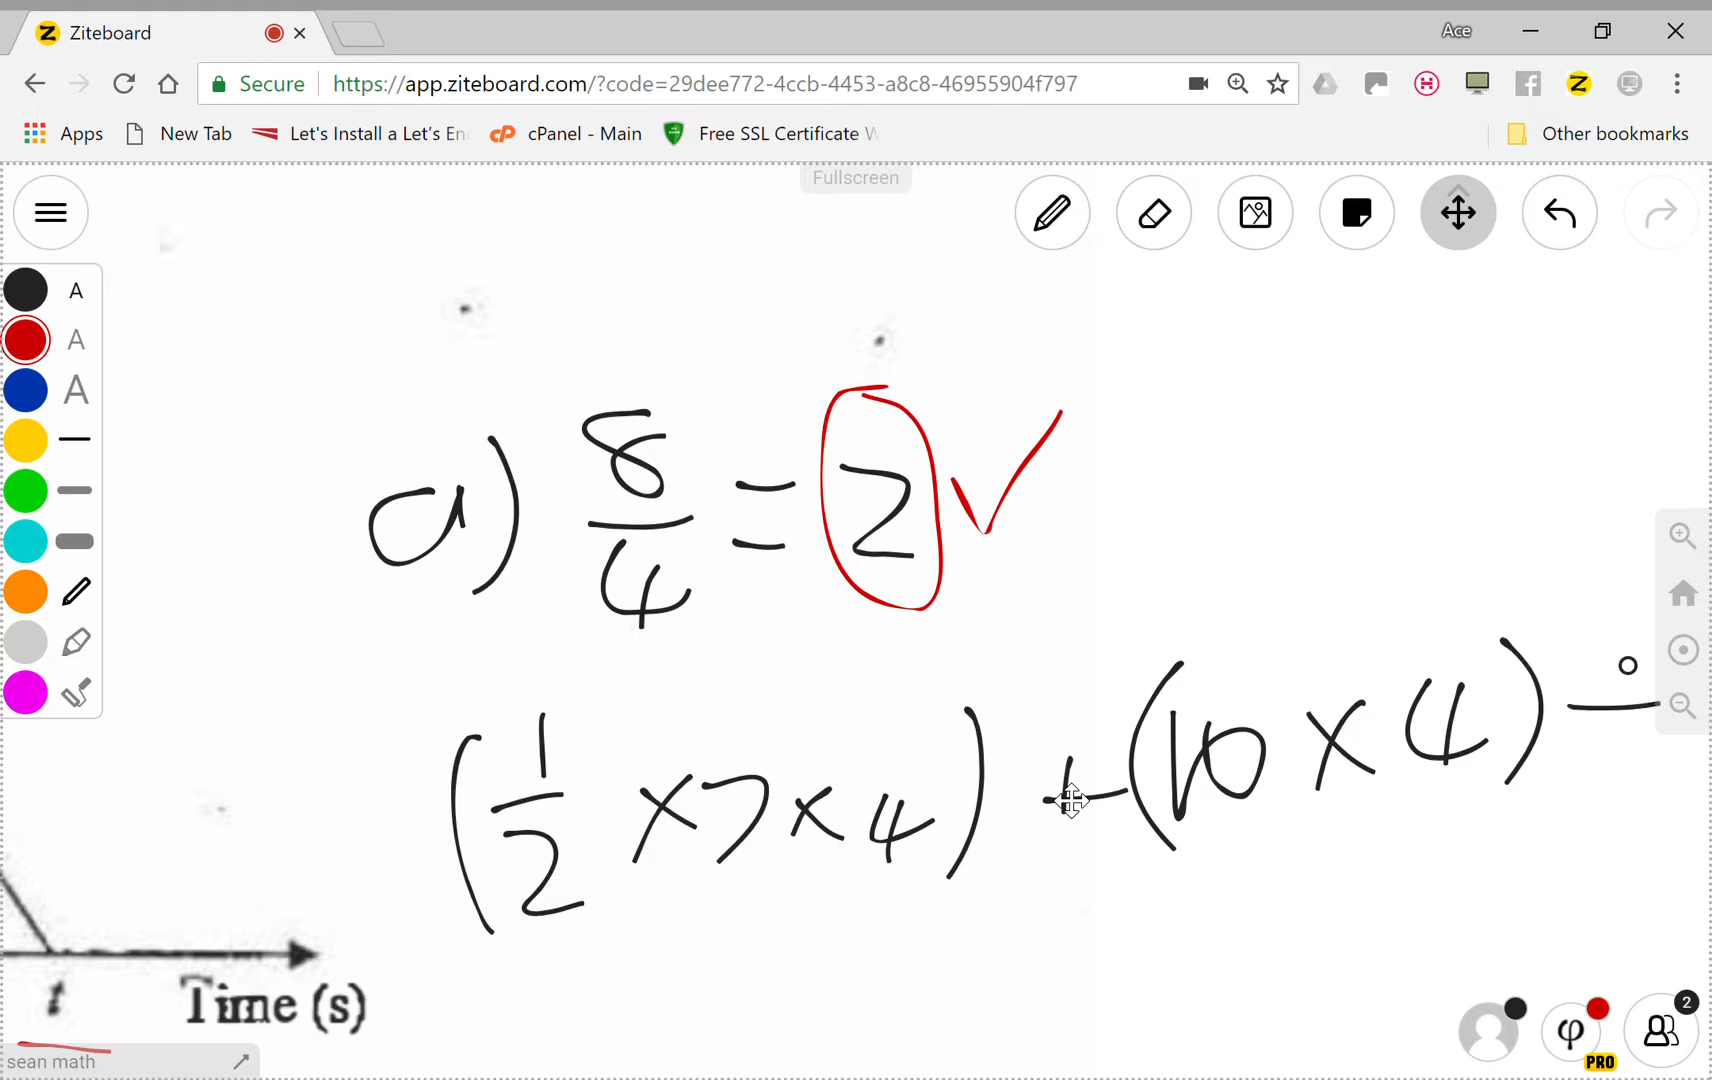 Ziteboard
Ace
Secure
https://app.ziteboard.com/?code=29dee772-4ccb-4453-a8c8-46955904f797
Apps
New Tab
Let's Install a Let's En
cPanel - Main
Free SSL Certificate W
Other bookmarks
Fullscreen
A
A
A
a) 8/4 = 2 ✓
(1/2 × 7 × 4) + (10 × 4) ÷
t
Time (s)
sean math
φ
PRO
2